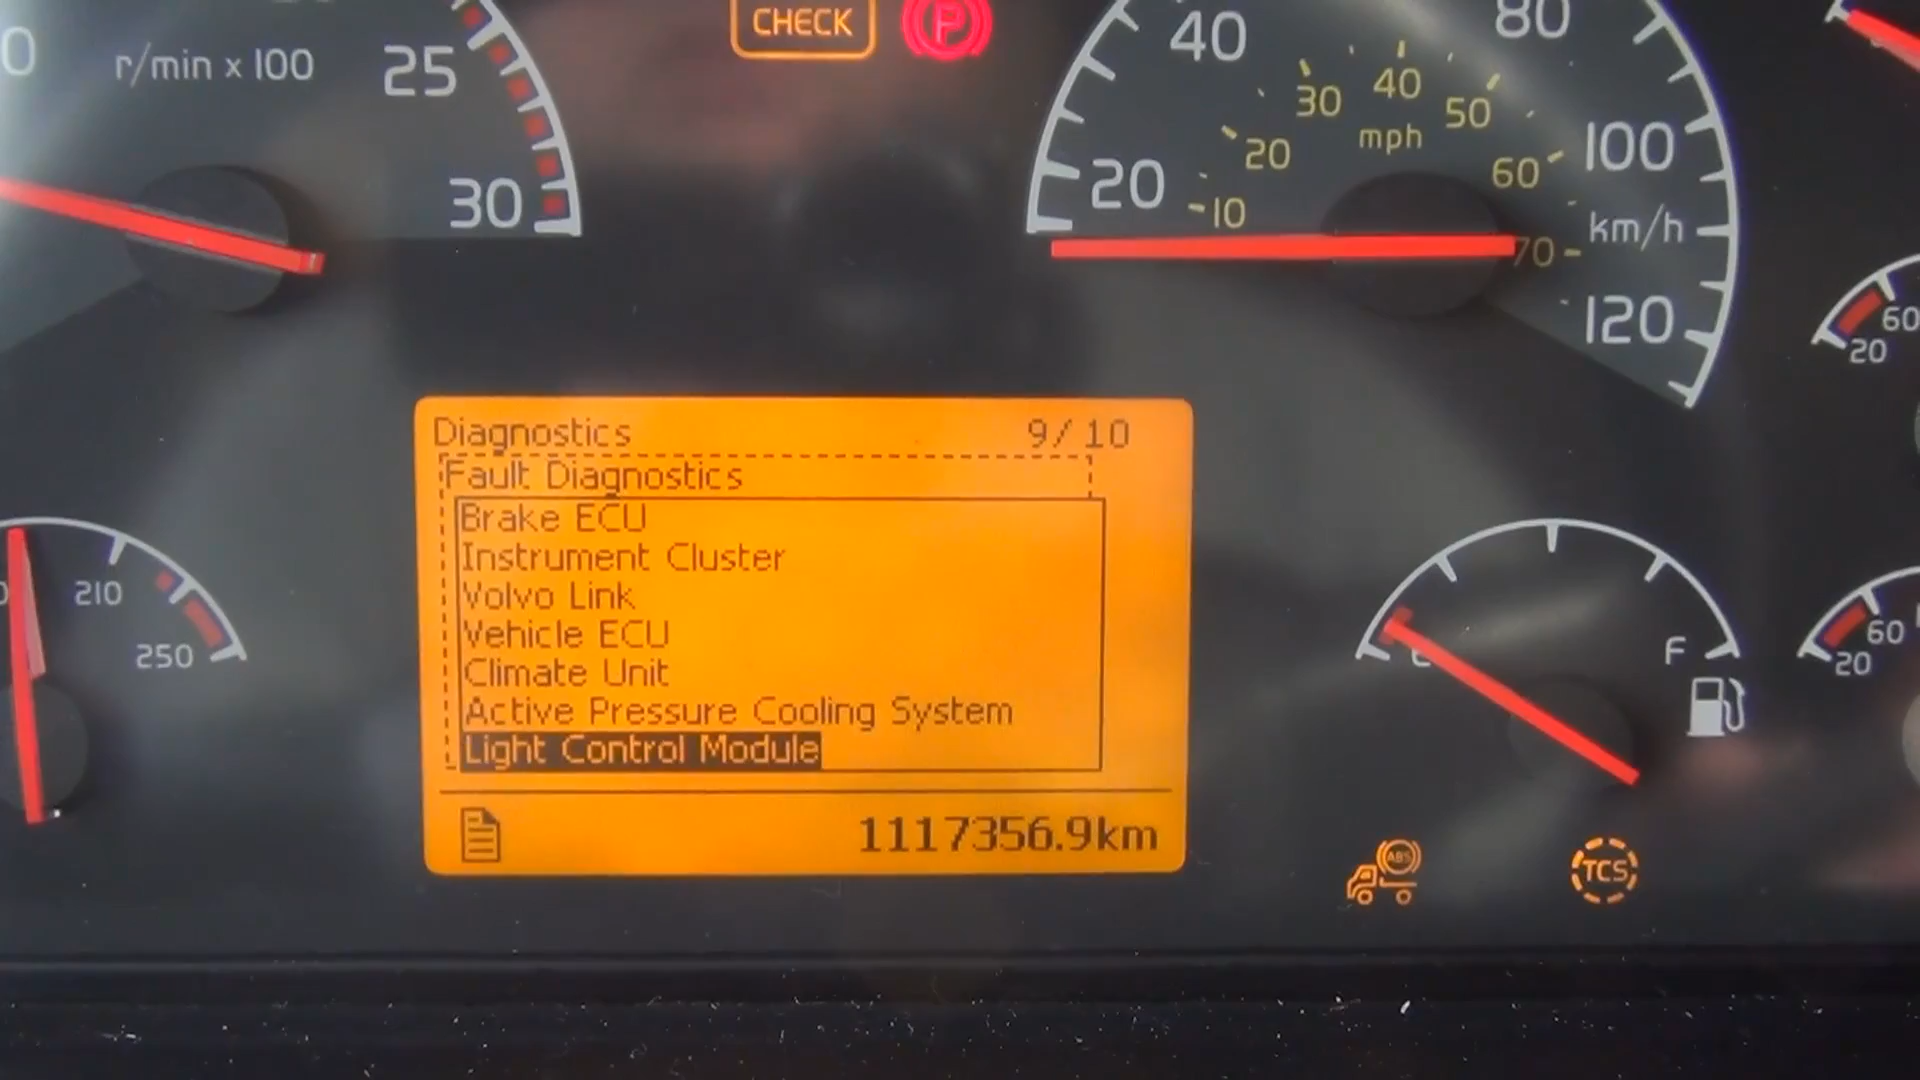 CHECK
P
r/min x 100
25
30
20
40
80
100
120
km/h
10
20
30
40
50
60
70
mph
60
20
Diagnostics 9/10
Fault Diagnostics
Brake ECU
Instrument Cluster
Volvo Link
Vehicle ECU
Climate Unit
Active Pressure Cooling System
Light Control Module
1117356.9km
210
250
F
60
20
ABS
TCS